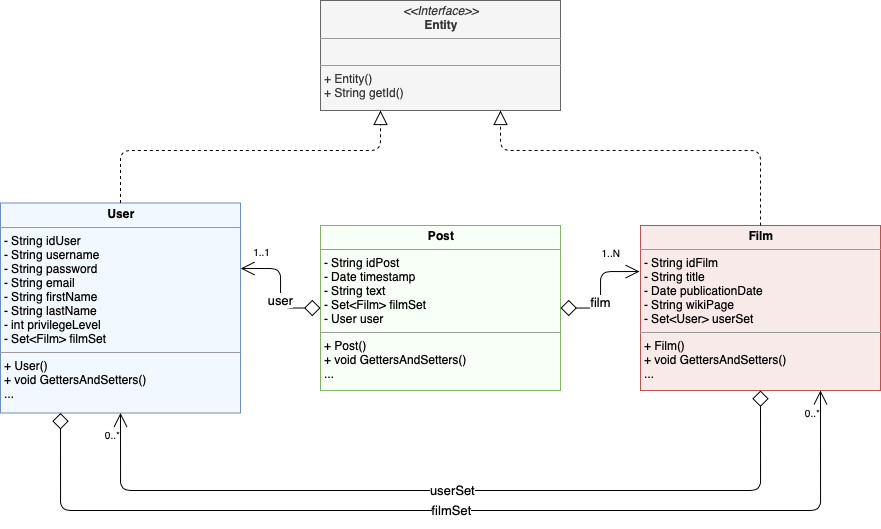 <<Interface>>
Entity
+ Entity()
+ String getId()
User
- String idUser
- String username
- String password
- String email
- String firstName
- String lastName
- int privilegeLevel
- Set<Film> filmSet
+ User()
+ void GettersAndSetters()
...
1..1
user
Post
- String idPost
- Date timestamp
- String text
- Set<Film> filmSet
- User user
+ Post()
+ void GettersAndSetters()
...
1..N
film
Film
- String idFilm
- String title
- Date publicationDate
- String wikiPage
- Set<User> userSet
+ Film()
+ void GettersAndSetters()
...
0..*
0..*
userSet
filmSet